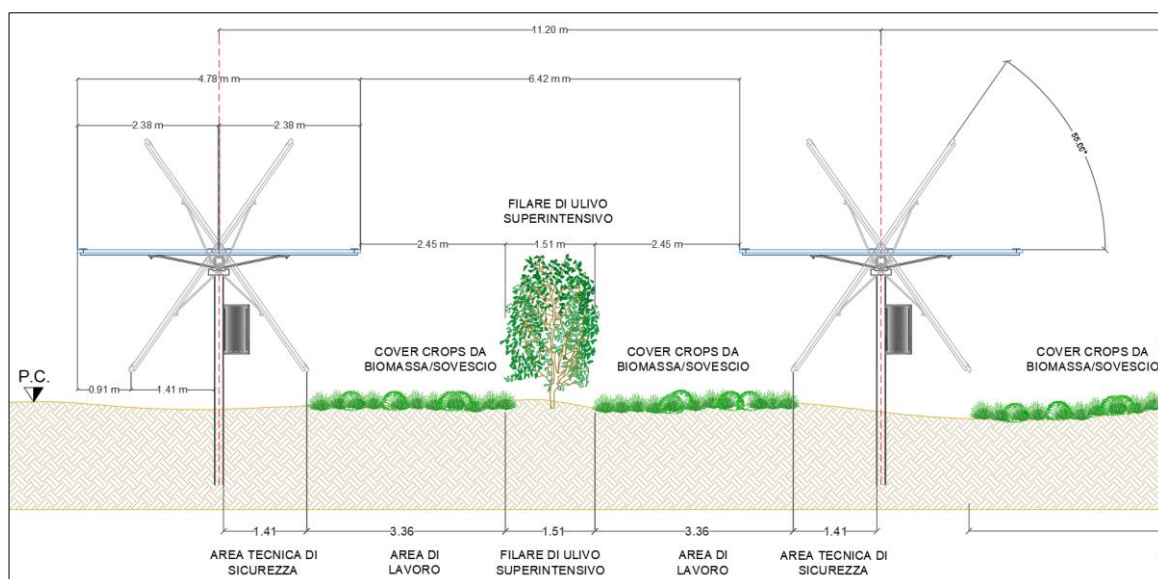 11.20 m
4.78 m m
6.42 m m
2.38 m
2.38 m
55.00°
FILARE DI ULIVO
SUPERINTENSIVO
2.45 m
1.51 m
2.45 m
COVER CROPS DA
BIOMASSA/SOVESCIO
COVER CROPS DA
BIOMASSA/SOVESCIO
COVER CROPS DA
BIOMASSA/SOVESCIO
P.C.
0.91 m
1.41 m
1.41
3.36
1.51
3.36
1.41
AREA TECNICA DI
SICUREZZA
AREA DI
LAVORO
FILARE DI ULIVO
SUPERINTENSIVO
AREA DI
LAVORO
AREA TECNICA DI
SICUREZZA